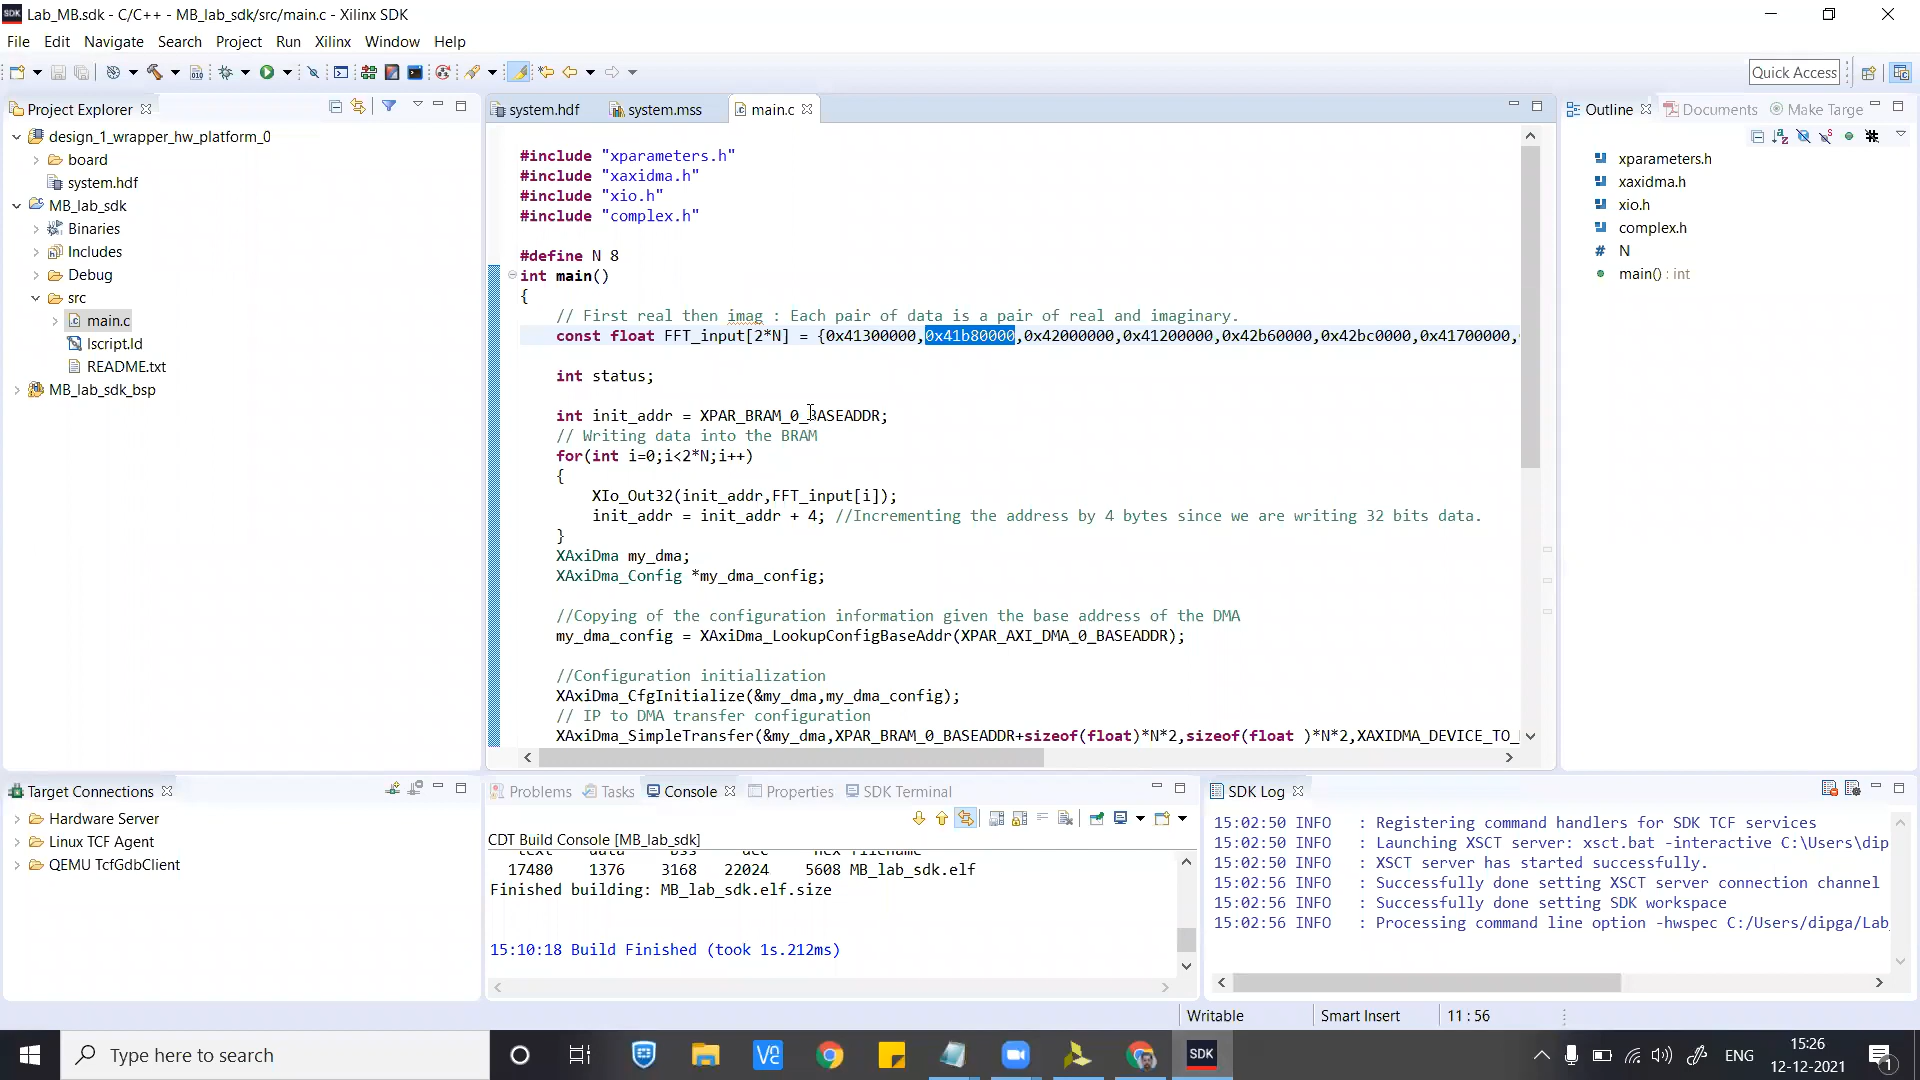 Lab_MB.sdk - C/C++ - MB_lab_sdk/src/main.c - Xilinx SDK
File Edit Navigate Search Project Run Xilinx Window Help
Quick Access
Project Explorer
design_1_wrapper_hw_platform_0
board
system.hdf
MB_lab_sdk
Binaries
Includes
Debug
src
main.c
lscript.ld
README.txt
MB_lab_sdk_bsp
system.hdf system.mss main.c
#include "xparameters.h"
#include "xaxidma.h"
#include "xio.h"
#include "complex.h"
#define N 8
int main()
{
// First real then imag : Each pair of data is a pair of real and imaginary.
const float FFT_input[2*N] = {0x41300000,0x41b80000,0x42000000,0x41200000,0x42b60000,0x42bc0000,0x41700000,
int status;
int init_addr = XPAR_BRAM_0_BASEADDR;
// Writing data into the BRAM
for(int i=0;i<2*N;i++)
{
XIo_Out32(init_addr,FFT_input[i]);
init_addr = init_addr + 4; //Incrementing the address by 4 bytes since we are writing 32 bits data.
}
XAxiDma my_dma;
XAxiDma_Config *my_dma_config;
//Copying of the configuration information given the base address of the DMA
my_dma_config = XAxiDma_LookupConfigBaseAddr(XPAR_AXI_DMA_0_BASEADDR);
//Configuration initialization
XAxiDma_CfgInitialize(&my_dma,my_dma_config);
// IP to DMA transfer configuration
XAxiDma_SimpleTransfer(&my_dma,XPAR_BRAM_0_BASEADDR+sizeof(float)*N*2,sizeof(float )*N*2,XAXIDMA_DEVICE_TO_
Outline Documents Make Targe
xparameters.h
xaxidma.h
xio.h
complex.h
# N
main() : int
Target Connections
Hardware Server
Linux TCF Agent
QEMU TcfGdbClient
Problems Tasks Console Properties SDK Terminal
CDT Build Console [MB_lab_sdk]
text data bss dec hex filename
17480 1376 3168 22024 5608 MB_lab_sdk.elf
Finished building: MB_lab_sdk.elf.size
15:10:18 Build Finished (took 1s.212ms)
SDK Log
15:02:50 INFO : Registering command handlers for SDK TCF services
15:02:50 INFO : Launching XSCT server: xsct.bat -interactive C:\Users\dip
15:02:50 INFO : XSCT server has started successfully.
15:02:56 INFO : Successfully done setting XSCT server connection channel
15:02:56 INFO : Successfully done setting SDK workspace
15:02:56 INFO : Processing command line option -hwspec C:/Users/dipga/Lab_
Writable Smart Insert 11 : 56
Type here to search
SDK
ENG
15:26
12-12-2021
1